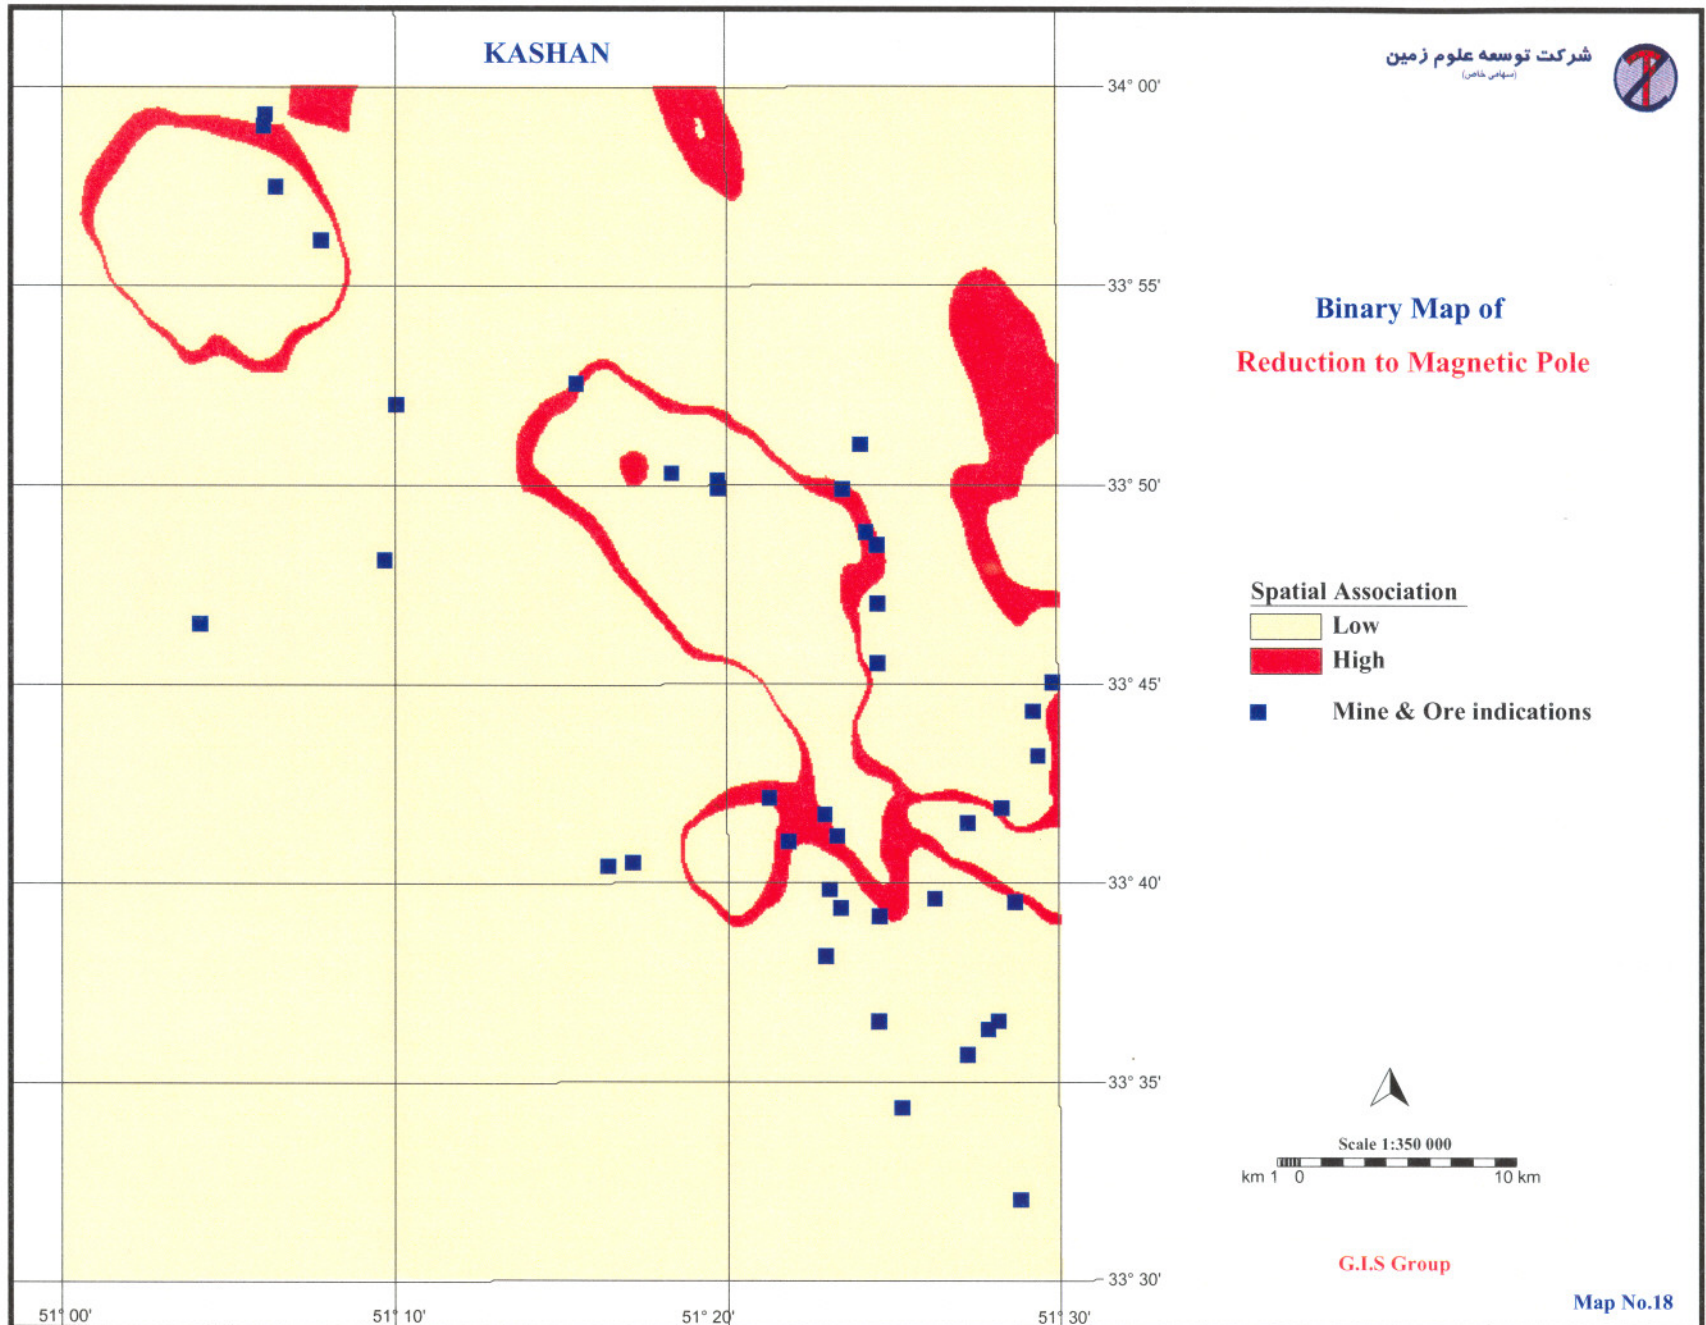 KASHAN
شرکت توسعه علوم زمین
(سهامی خاص)
34° 00'
33° 55'
33° 50'
33° 45'
33° 40'
33° 35'
33° 30'
51° 00'
51° 10'
51° 20'
51° 30'
Binary Map of
Reduction to Magnetic Pole
Spatial Association
Low
High
Mine & Ore indications
Scale 1:350 000
km 1 0 10 km
G.I.S Group
Map No.18